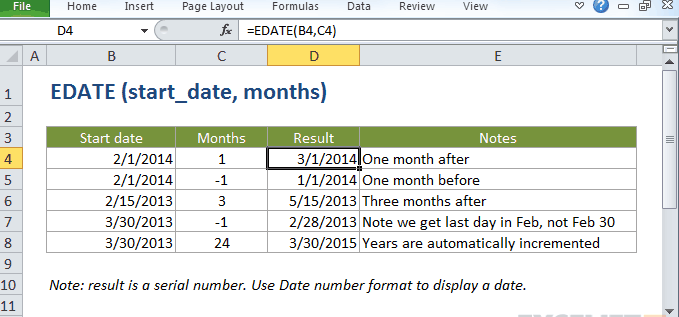 File Home Insert Page Layout Formulas Data Review View
D4 fx =EDATE(B4,C4)
A B C D E
1 EDATE (start_date, months)
2
3 Start date Months Result Notes
4 2/1/2014 1 3/1/2014 One month after
5 2/1/2014 -1 1/1/2014 One month before
6 2/15/2013 3 5/15/2013 Three months after
7 3/30/2013 -1 2/28/2013 Note we get last day in Feb, not Feb 30
8 3/30/2013 24 3/30/2015 Years are automatically incremented
9
10 Note: result is a serial number. Use Date number format to display a date.
11